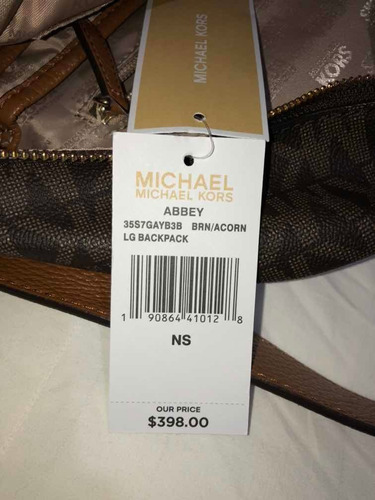 MICHAEL KORS
KORS
MICHAEL
MICHAEL KORS
ABBEY
35S7GAYB3B BRN/ACORN
LG BACKPACK
1 90864 41012 8
NS
OUR PRICE
$398.00